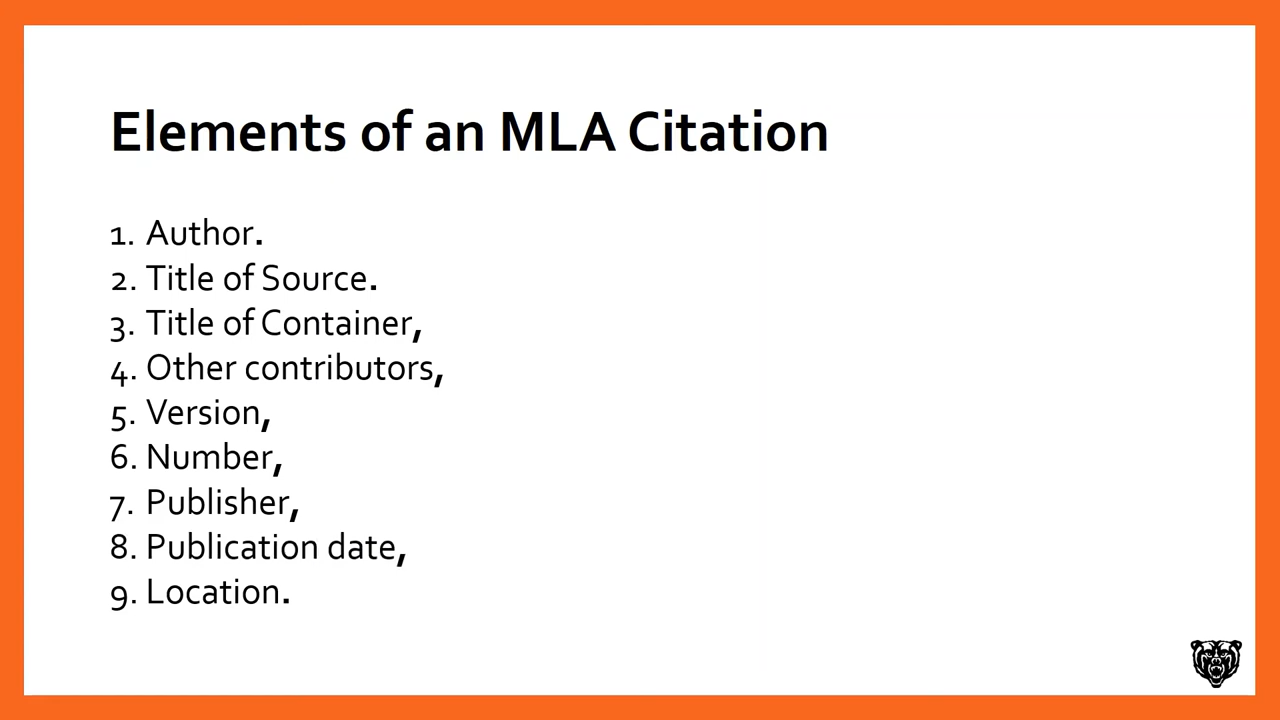 Elements of an MLA Citation
1. Author.
2. Title of Source.
3. Title of Container,
4. Other contributors,
5. Version,
6. Number,
7. Publisher,
8. Publication date,
9. Location.